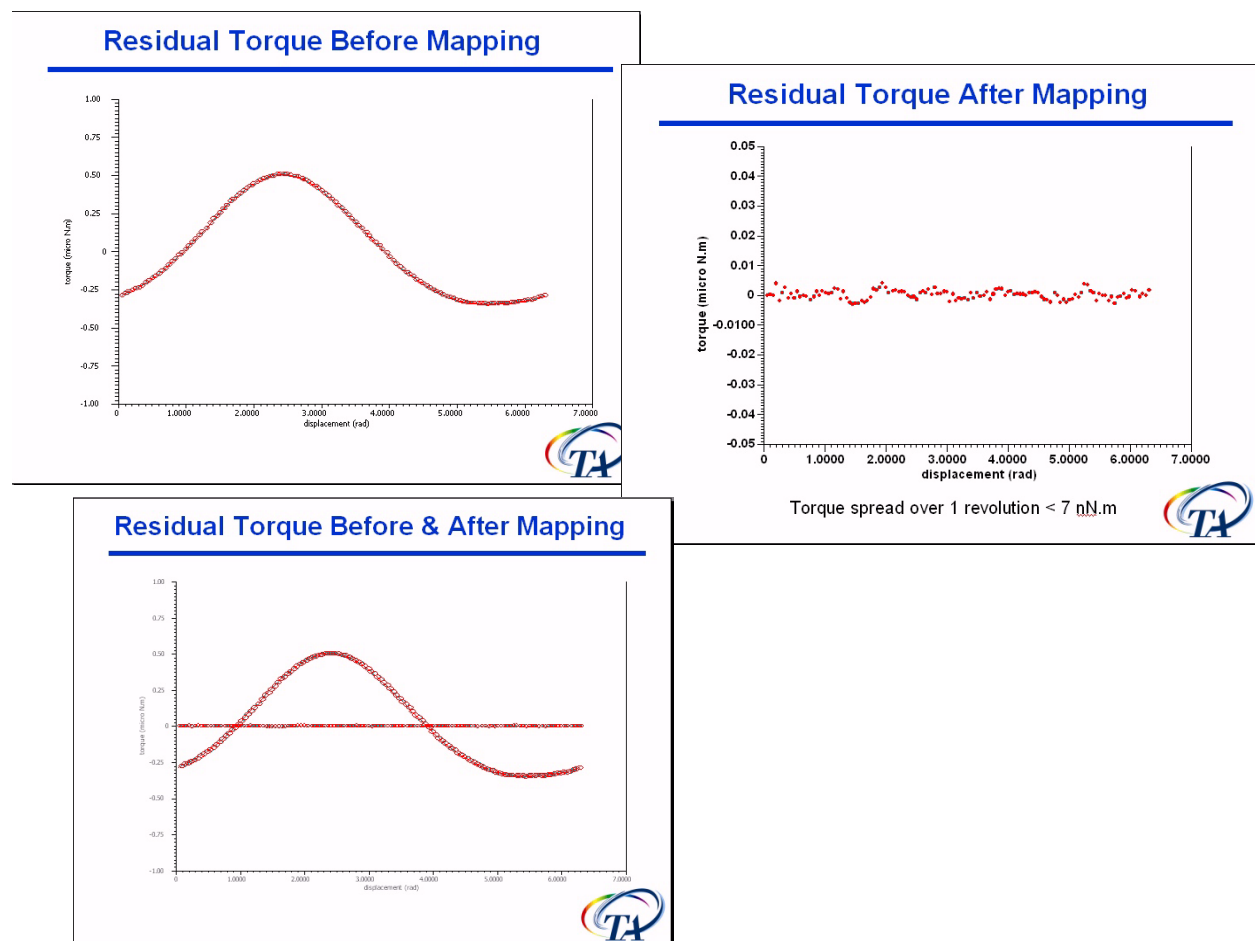 Residual Torque Before Mapping
1.00
0.75
0.50
0.25
0
-0.25
-0.50
-0.75
-1.00
torque (micro N.m)
0 1.0000 2.0000 3.0000 4.0000 5.0000 6.0000 7.0000
displacement (rad)
TA
Residual Torque After Mapping
0.05
0.04
0.03
0.02
0.01
0
-0.0100
-0.02
-0.03
-0.04
-0.05
torque (micro N.m)
0 1.0000 2.0000 3.0000 4.0000 5.0000 6.0000 7.0000
displacement (rad)
Torque spread over 1 revolution < 7 nN.m
TA
Residual Torque Before & After Mapping
1.00
0.75
0.50
0.25
0
-0.25
-0.50
-0.75
-1.00
torque (micro N.m)
0 1.0000 2.0000 3.0000 4.0000 5.0000 6.0000 7.0000
displacement (rad)
TA